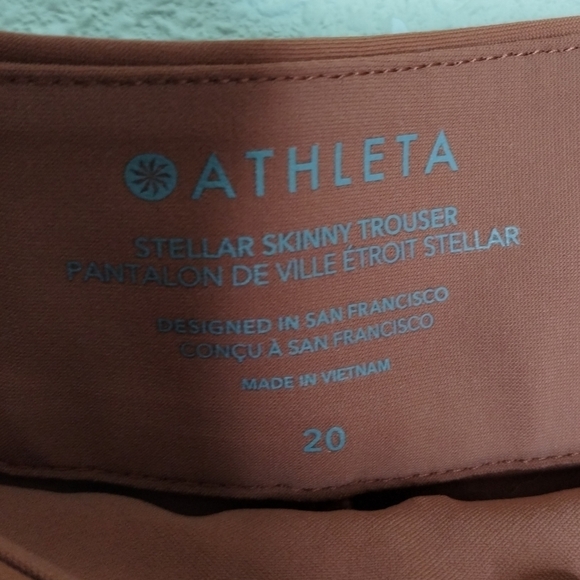 ATHLETA
STELLAR SKINNY TROUSER
PANTALON DE VILLE ÉTROIT STELLAR
DESIGNED IN SAN FRANCISCO
CONÇU À SAN FRANCISCO
MADE IN VIETNAM
20